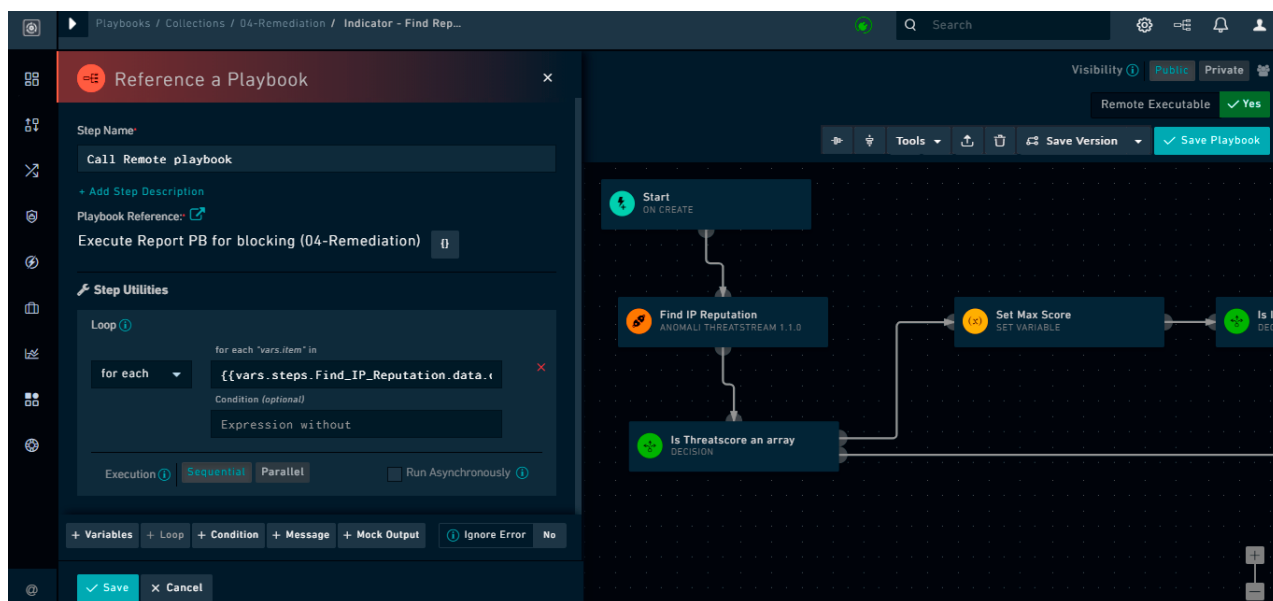 Playbooks / Collections / 04-Remediation / Indicator - Find Rep...
Search
Reference a Playbook
Visibility
Public
Private
Remote Executable
Yes
Step Name*
Call Remote playbook
Tools
Save Version
Save Playbook
+ Add Step Description
Playbook Reference:*
Execute Report PB for blocking (04-Remediation)
{}
Step Utilities
Loop
for each "vars.item" in
for each
{{vars.steps.Find_IP_Reputation.data.
Condition (optional)
Expression without
Execution
Sequential
Parallel
Run Asynchronously
+ Variables
+ Loop
+ Condition
+ Message
+ Mock Output
Ignore Error
No
Save
Cancel
@
Start
ON CREATE
Find IP Reputation
ANOMALI THREATSTREAM 1.1.0
Set Max Score
SET VARIABLE
Is Threatscore an array
DECISION